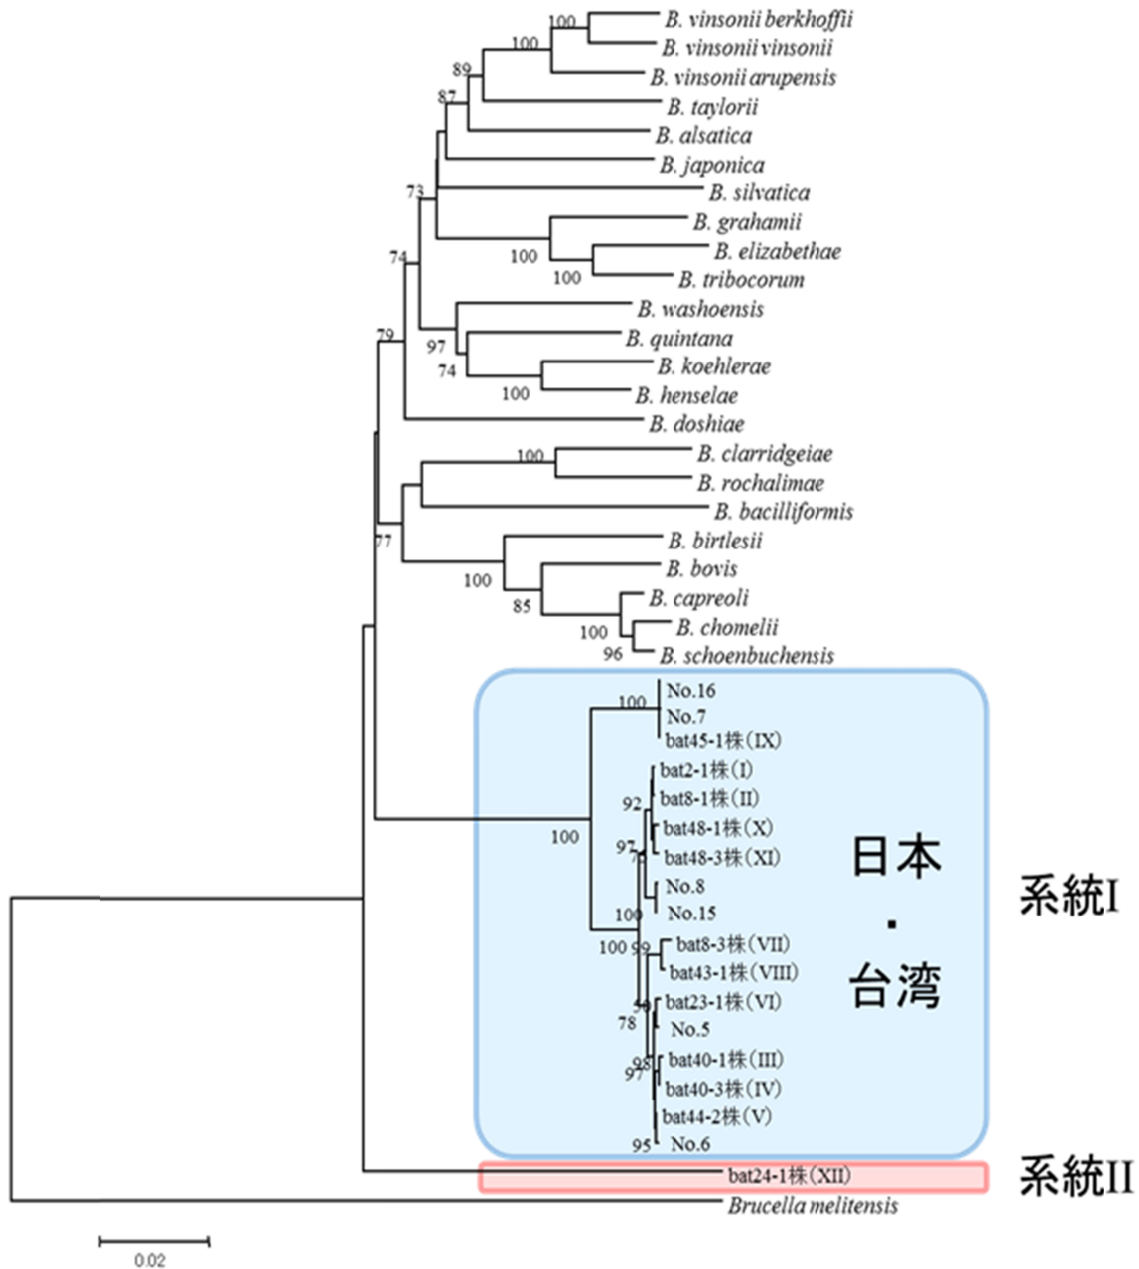 100
B. vinsonii berkhoffii
100
B. vinsonii vinsonii
89
B. vinsonii arupensis
87
B. taylorii
B. alsatica
B. japonica
73
B. silvatica
B. grahamii
100
B. elizabethae
74
100
B. tribocorum
B. washoensis
79
97
B. quintana
74
B. koehlerae
100
B. henselae
B. doshiae
100
B. clarridgeiae
B. rochalimae
B. bacilliformis
77
B. birtlesii
100
B. bovis
85
B. capreoli
100
B. chomelii
96
B. schoenbuchensis
100
No.16
No.7
bat45-1株(IX)
bat2-1株(I)
92
bat8-1株(II)
100
bat48-1株(X)
97
bat48-3株(XI)
日本
・
台湾
系統I
No.8
100
No.15
100
99
bat8-3株(VII)
bat43-1株(VIII)
bat23-1株(VI)
78
No.5
98
bat40-1株(III)
97
bat40-3株(IV)
bat44-2株(V)
95
No.6
bat24-1株(XII)
系統II
Brucella melitensis
0.02